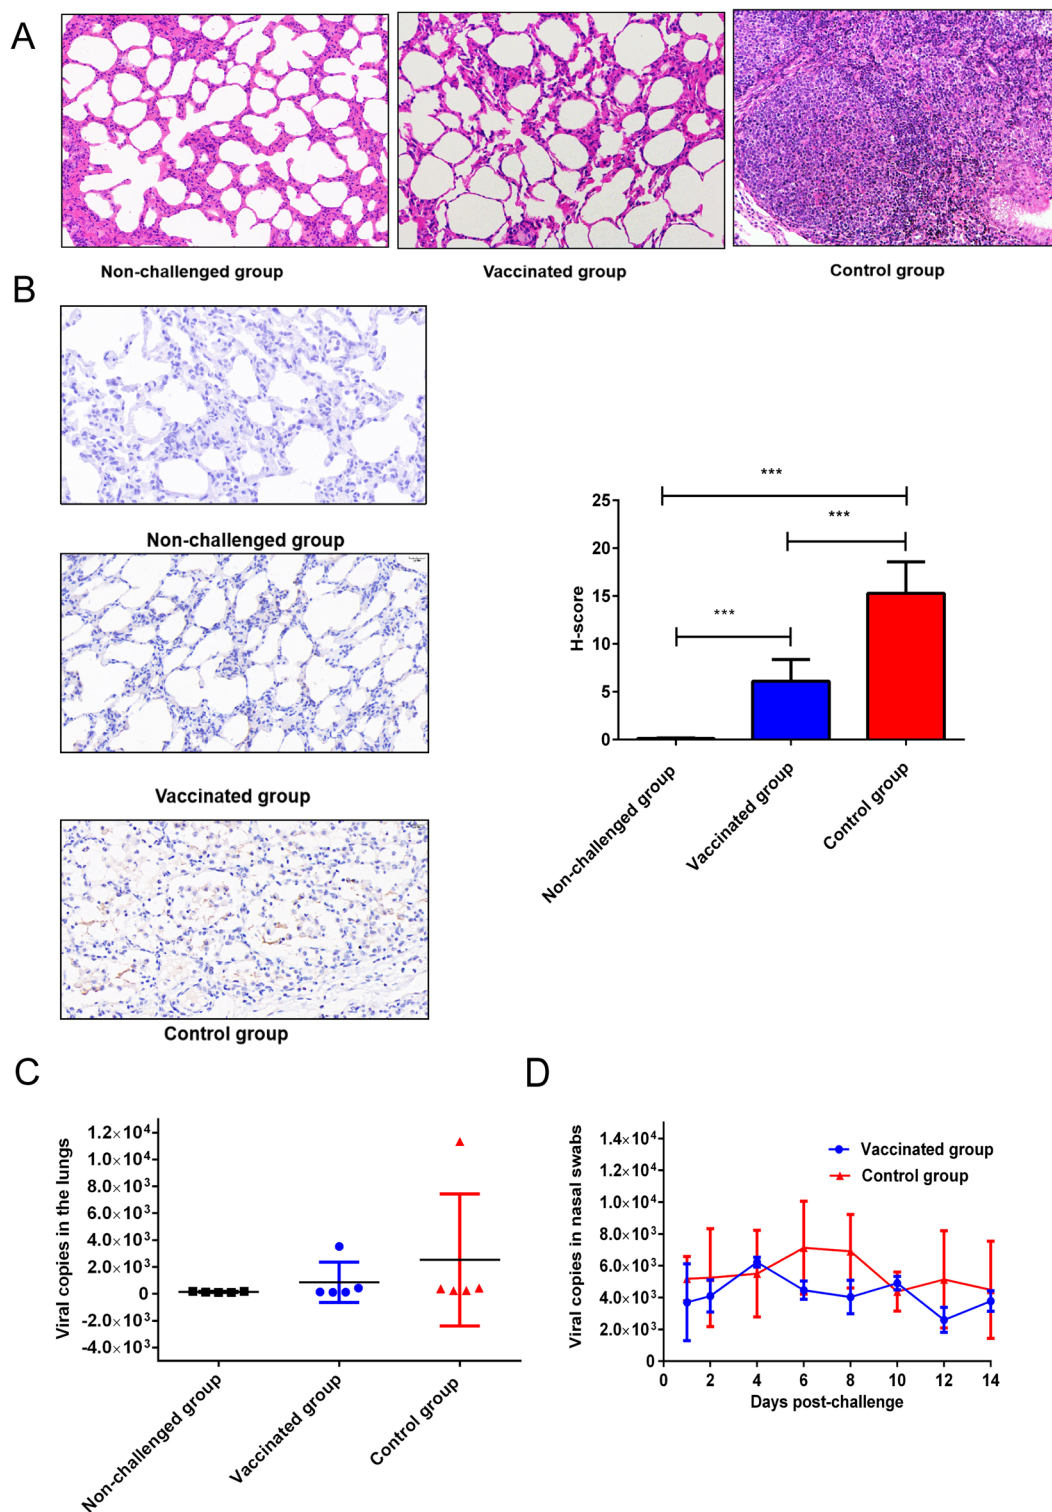 A
Non-challenged group
Vaccinated group
Control group
B
Non-challenged group
Vaccinated group
Control group
***
***
***
25
20
15
10
5
0
H-score
Non-challenged group
Vaccinated group
Control group
C
1.2×10⁴
1.0×10⁴
8.0×10³
6.0×10³
4.0×10³
2.0×10³
0
-2.0×10³
-4.0×10³
Viral copies in the lungs
Non-challenged group
Vaccinated group
Control group
D
1.4×10⁴
1.2×10⁴
1.0×10⁴
8.0×10³
6.0×10³
4.0×10³
2.0×10³
0
Viral copies in nasal swabs
Vaccinated group
Control group
0 2 4 6 8 10 12 14
Days post-challenge